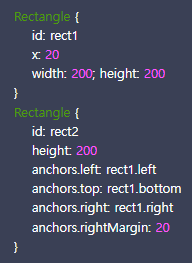 Rectangle {
    id: rect1
    x: 20
    width: 200; height: 200
}
Rectangle {
    id: rect2
    height: 200
    anchors.left: rect1.left
    anchors.top: rect1.bottom
    anchors.right: rect1.right
    anchors.rightMargin: 20
}